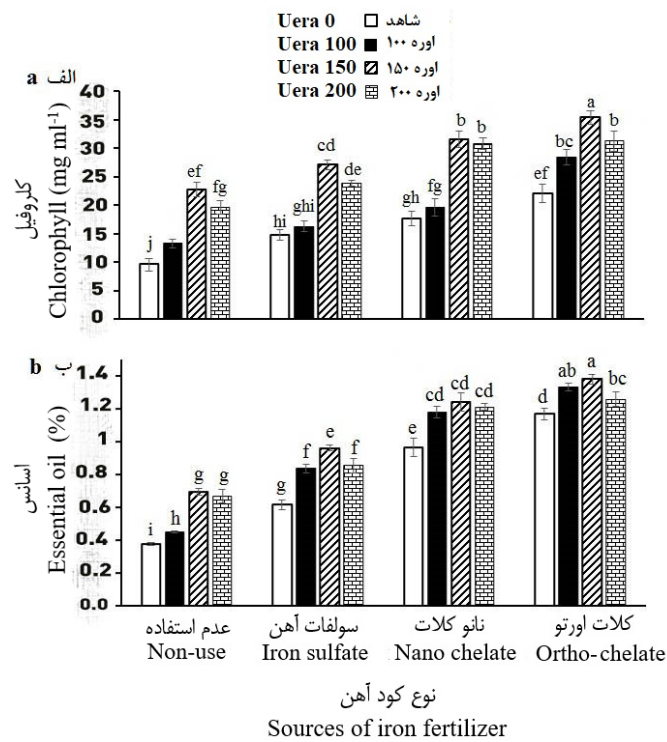 Uera 0 شاهد
Uera 100 اوره ۱۰۰
Uera 150 اوره ۱۵۰
Uera 200 اوره ۲۰۰
a الف
کلروفیل
Chlorophyll (mg ml-1)
40
35
30
25
20
15
10
5
0
j ef fg
hi ghi cd de
gh fg b b
ef bc a b
b ب
اسانس
Essential oil (%)
1.4
1.2
1
0.8
0.6
0.4
0.2
0.0
i h g g
g f e f
e cd cd cd
d ab a bc
عدم استفاده سولفات آهن نانو کلات کلات اورتو
Non-use Iron sulfate Nano chelate Ortho-chelate
نوع کود آهن
Sources of iron fertilizer